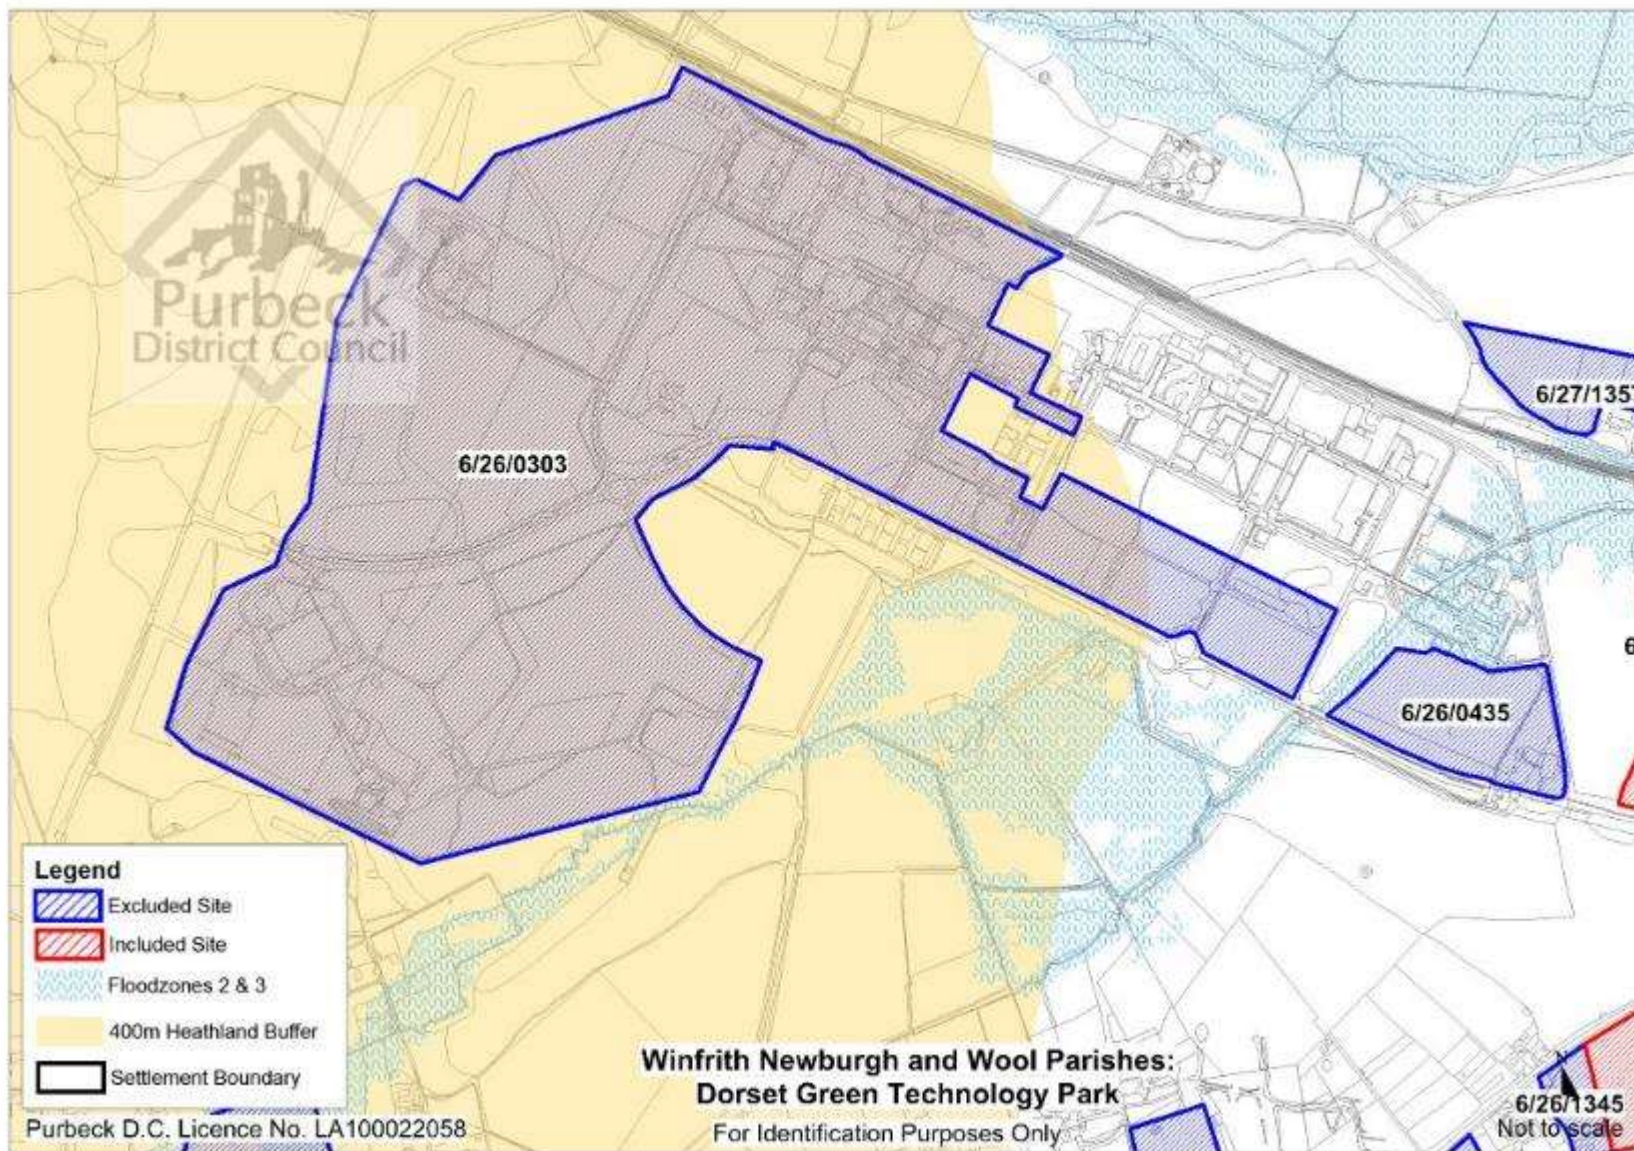 Purbeck
District Council
6/27/1357
6/26/0303
6
6/26/0435
Legend
Excluded Site
Included Site
Floodzones 2 & 3
400m Heathland Buffer
Settlement Boundary
Winfrith Newburgh and Wool Parishes:
Dorset Green Technology Park
For Identification Purposes Only
Purbeck D.C. Licence No. LA100022058
N
6/26/1345
Not to scale